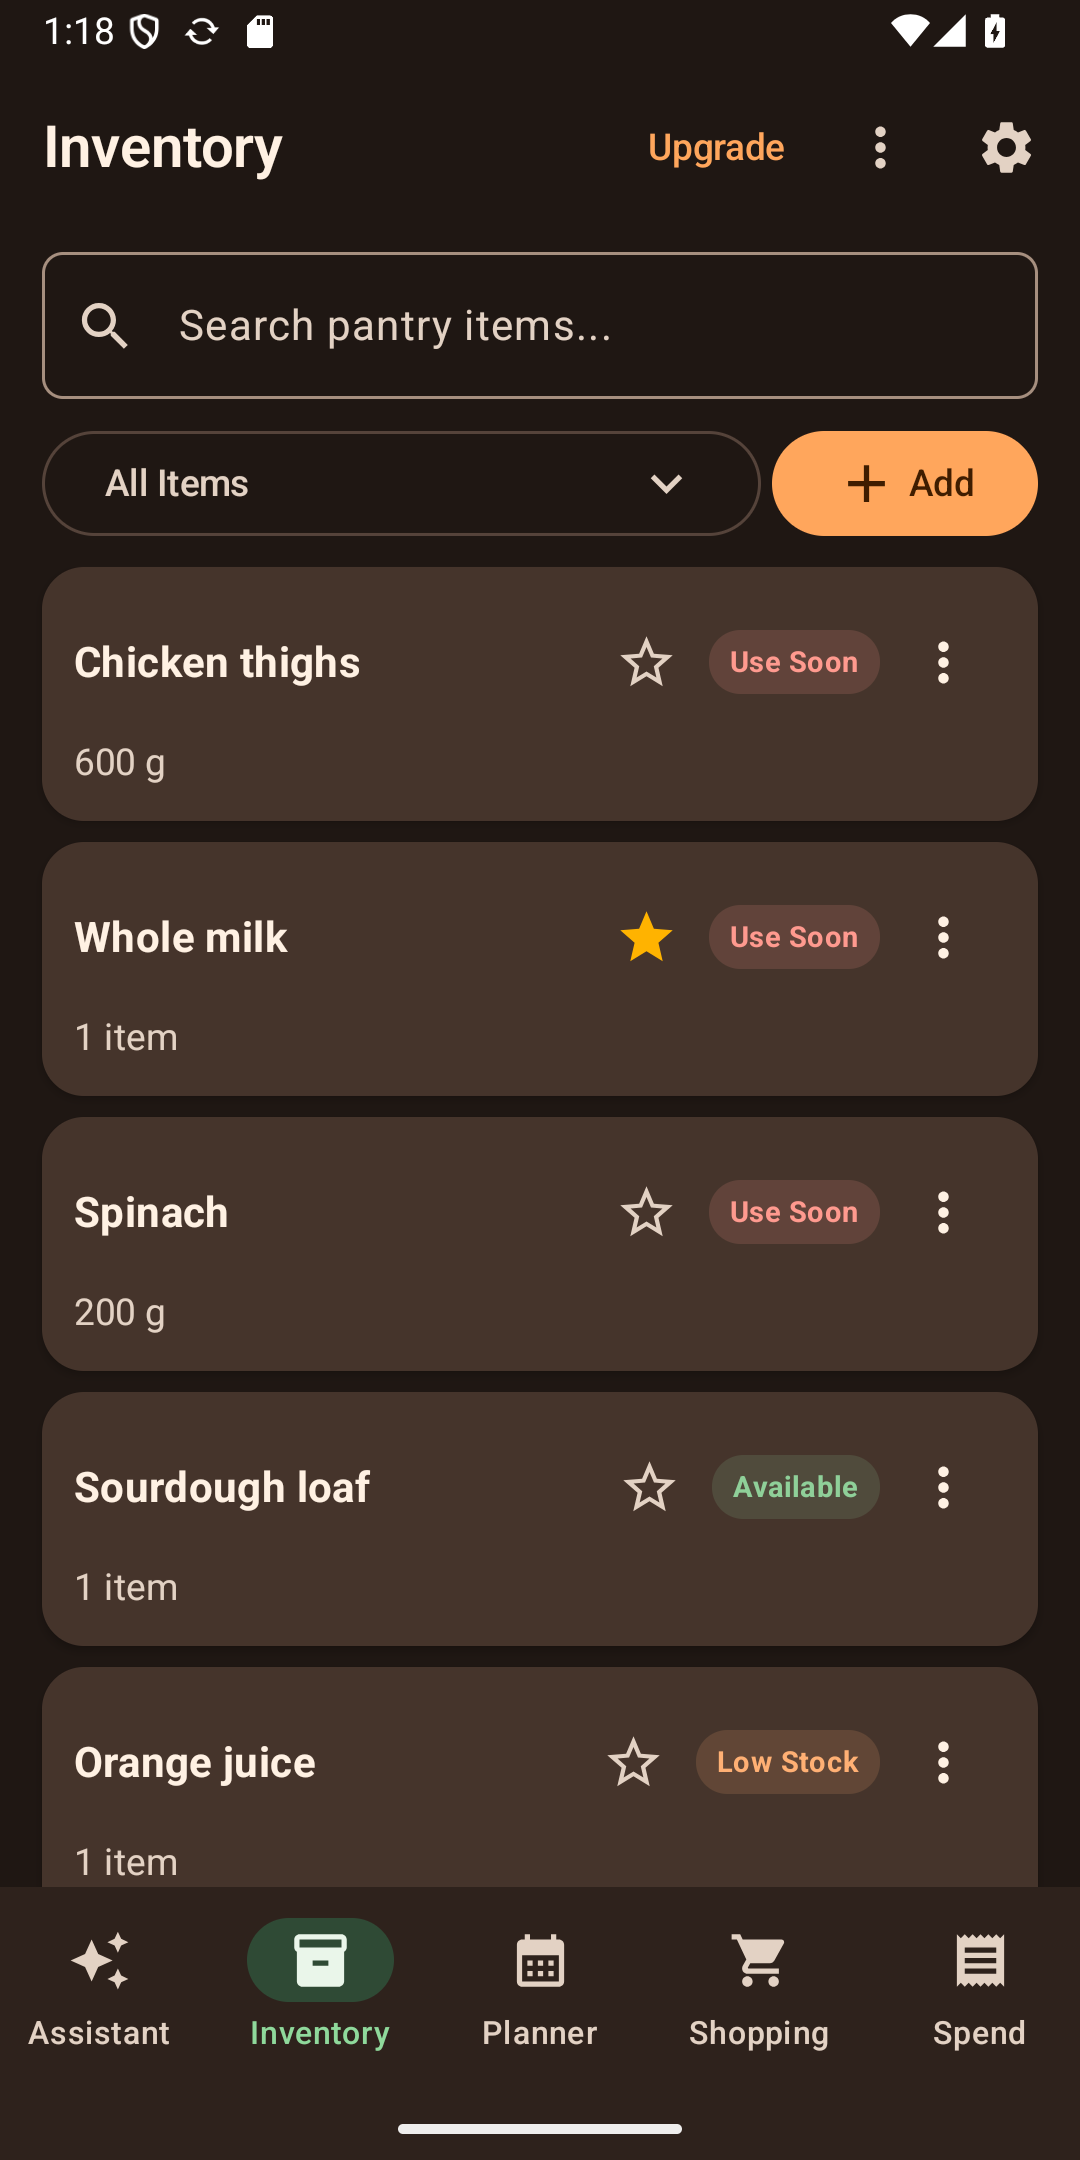 1:18
Inventory
Upgrade
Search pantry items...
All Items
Add
Chicken thighs
Use Soon
600 g
Whole milk
Use Soon
1 item
Spinach
Use Soon
200 g
Sourdough loaf
Available
1 item
Orange juice
Low Stock
1 item
Assistant
Inventory
Planner
Shopping
Spend